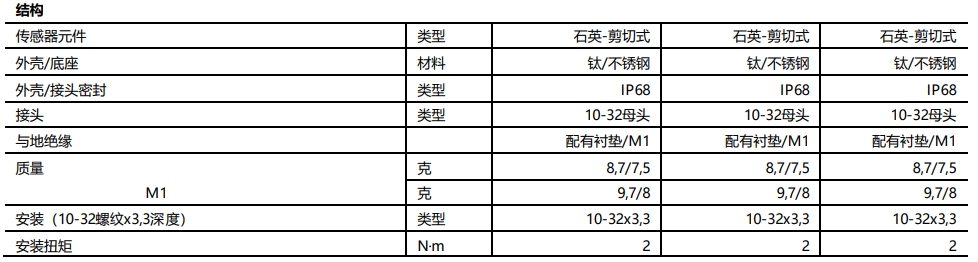 结构
传感器元件 类型 石英-剪切式 石英-剪切式 石英-剪切式
外壳/底座 材料 钛/不锈钢 钛/不锈钢 钛/不锈钢
外壳/接头密封 类型 IP68 IP68 IP68
接头 类型 10-32母头 10-32母头 10-32母头
与地绝缘 配有衬垫/M1 配有衬垫/M1 配有衬垫/M1
质量 克 8,7/7,5 8,7/7,5 8,7/7,5
M1 克 9,7/8 9,7/8 9,7/8
安装（10-32螺纹x3,3深度） 类型 10-32x3,3 10-32x3,3 10-32x3,3
安装扭矩 N·m 2 2 2